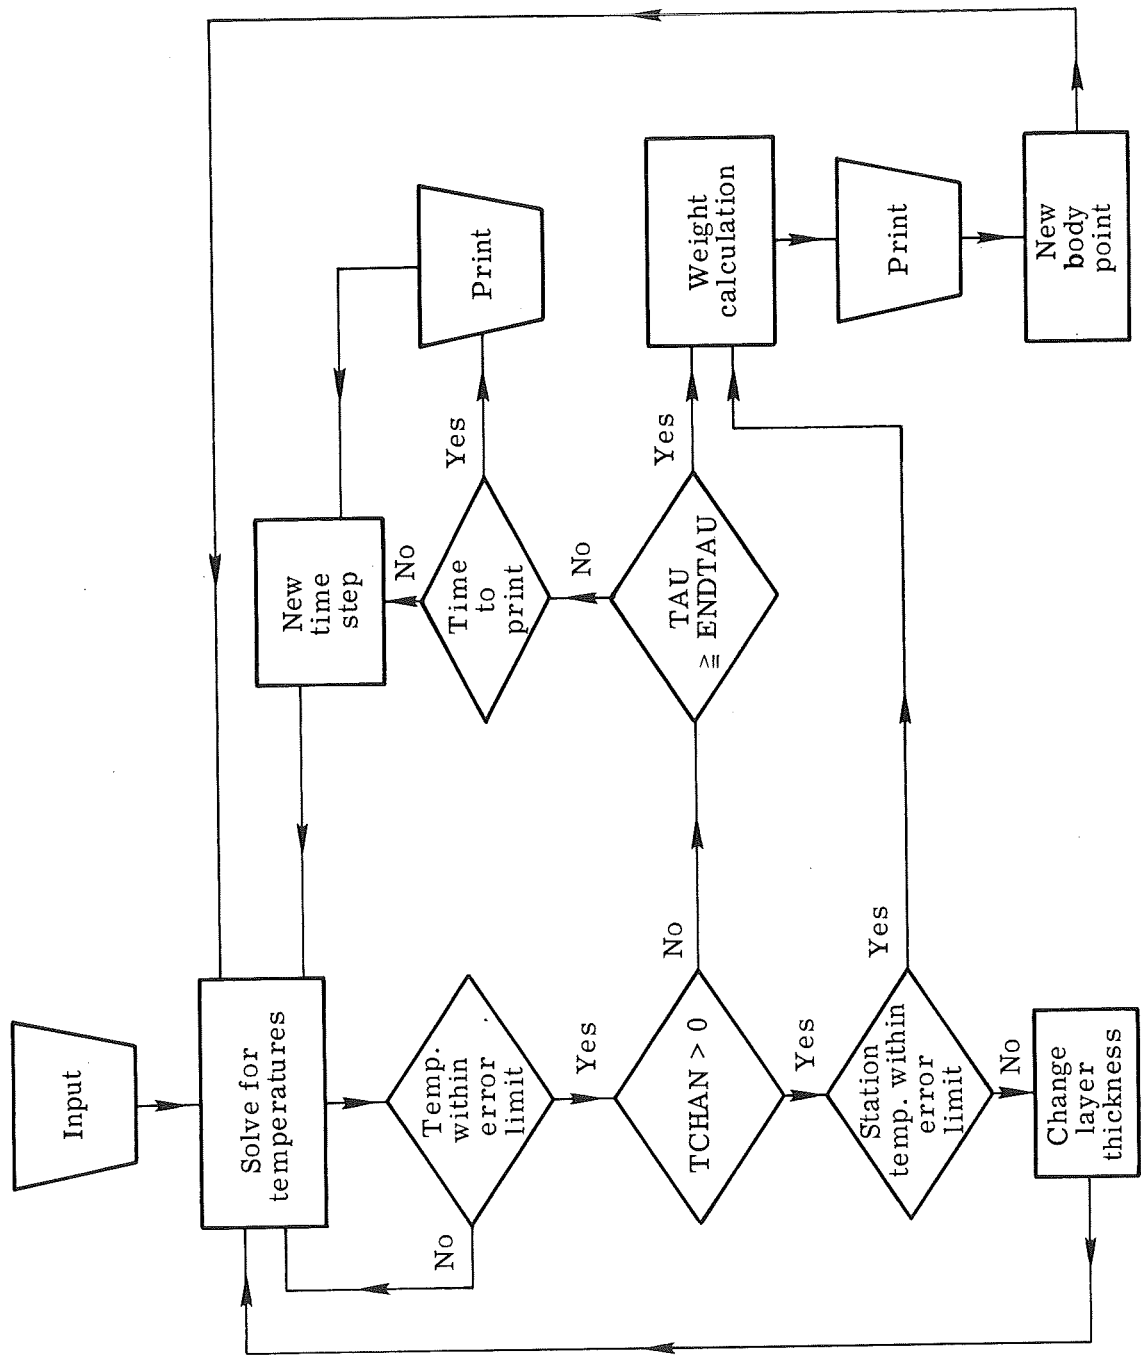 Input
Solve for
temperatures
No
Temp.
within
error
limit
Yes
TCHAN > 0
No
Yes
Station
temp. within
error
limit
Yes
No
Change
layer
thickness
New
time
step
No
Time
to
print
Yes
Print
No
TAU
≧ ENDTAU
Yes
Weight
calculation
Print
New
body
point